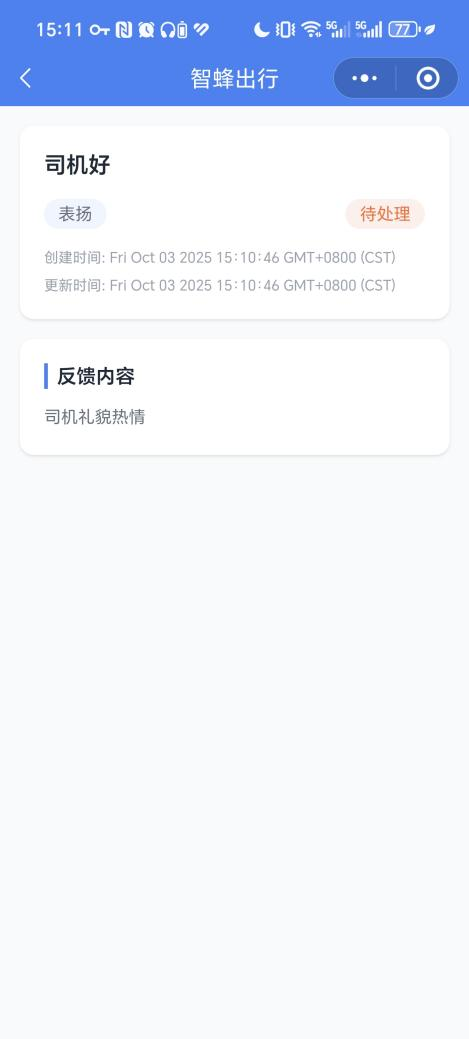 15:11
5G 5G 77
智蜂出行
司机好
表扬
待处理
创建时间: Fri Oct 03 2025 15:10:46 GMT+0800 (CST)
更新时间: Fri Oct 03 2025 15:10:46 GMT+0800 (CST)
反馈内容
司机礼貌热情